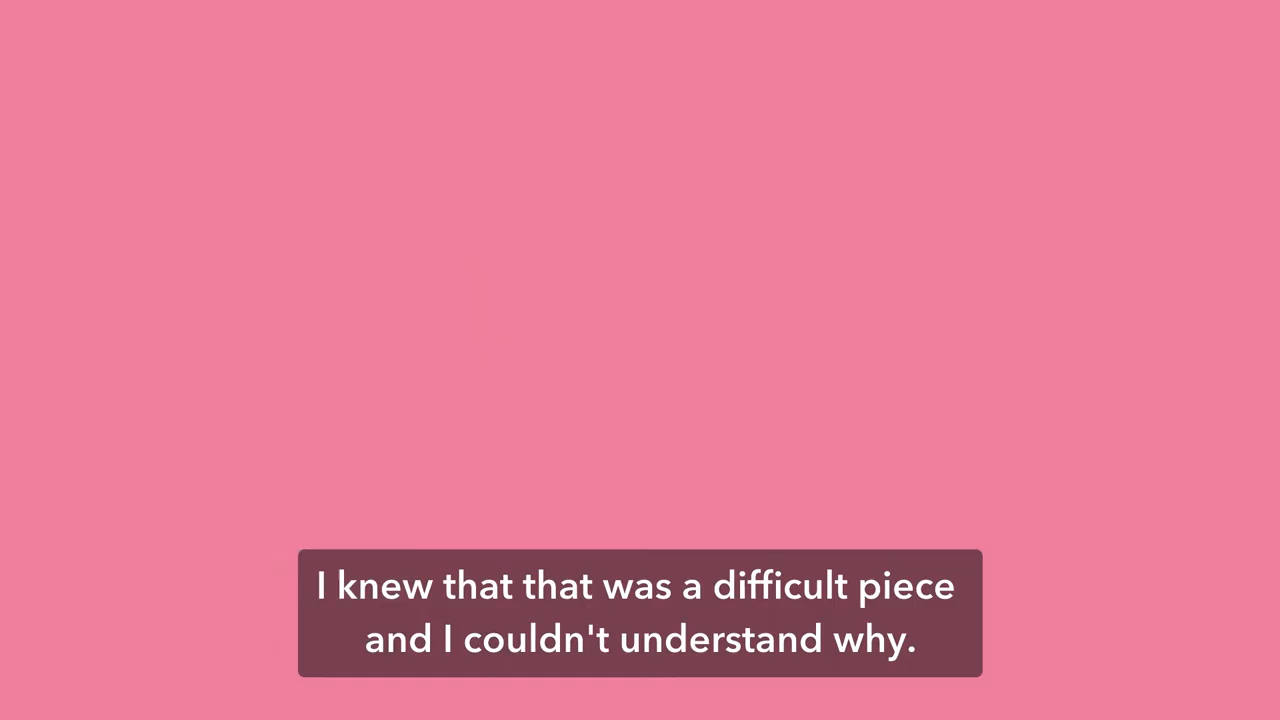 I knew that that was a difficult piece
and I couldn't understand why.